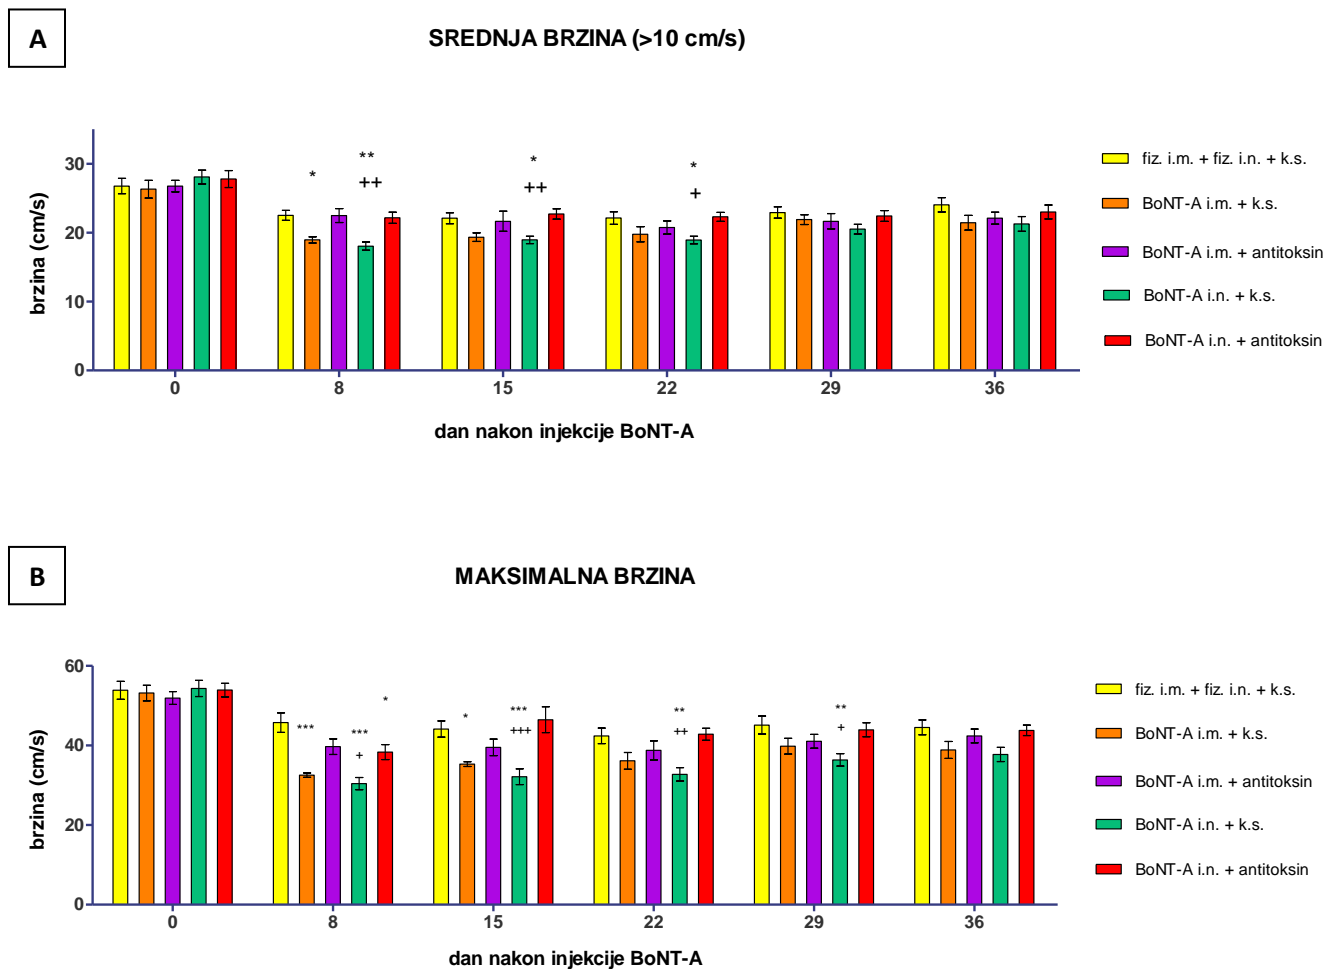 A
SREDNJA BRZINA (>10 cm/s)
brzina (cm/s)
30
20
10
0
*
**
++
*
++
*
+
0 8 15 22 29 36
dan nakon injekcije BoNT-A
fiz. i.m. + fiz. i.n. + k.s.
BoNT-A i.m. + k.s.
BoNT-A i.m. + antitoksin
BoNT-A i.n. + k.s.
BoNT-A i.n. + antitoksin
B
MAKSIMALNA BRZINA
brzina (cm/s)
60
40
20
0
***
***
+
*
*
***
+++
**
++
**
+
0 8 15 22 29 36
dan nakon injekcije BoNT-A
fiz. i.m. + fiz. i.n. + k.s.
BoNT-A i.m. + k.s.
BoNT-A i.m. + antitoksin
BoNT-A i.n. + k.s.
BoNT-A i.n. + antitoksin